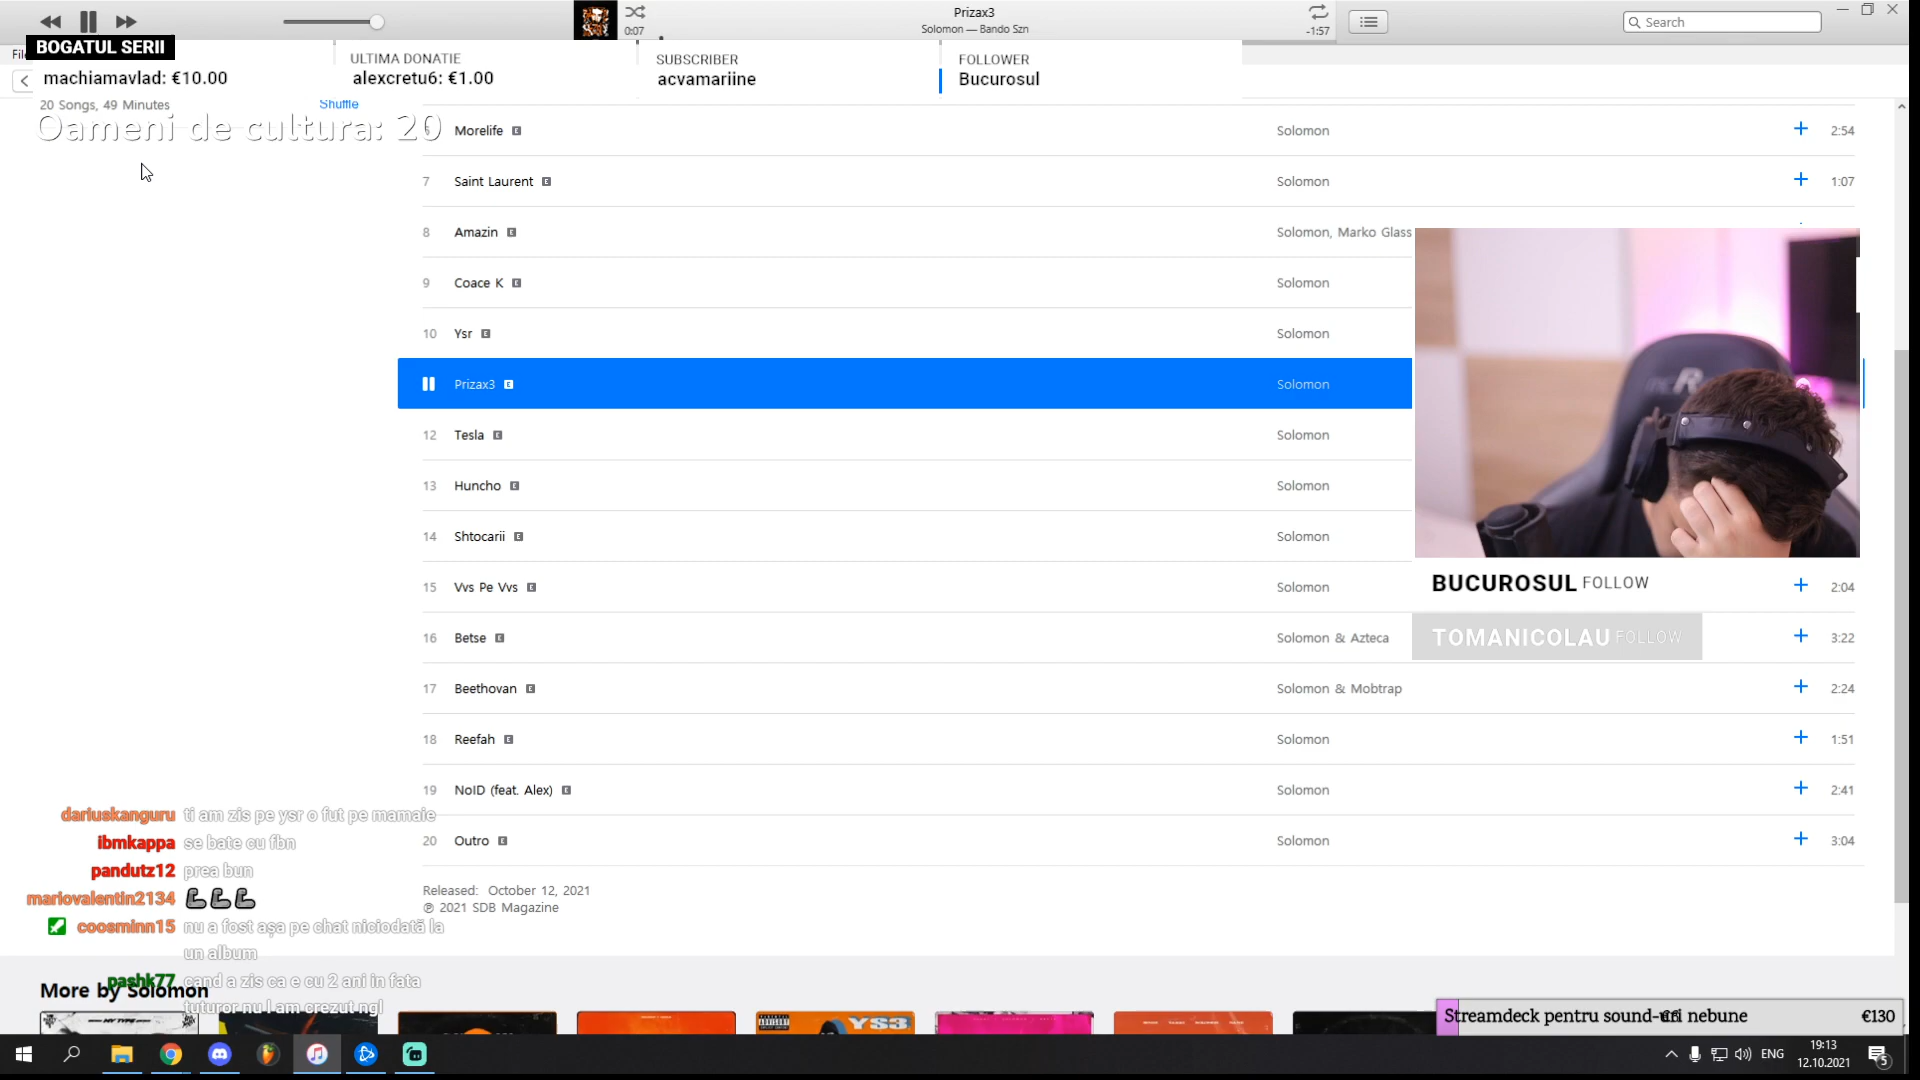 Prizax3
0:07
Solomon — Bando Szn
-1:57
Search
BOGATUL SERII
machiamavlad: €10.00
ULTIMA DONATIE
alexcretu6: €1.00
SUBSCRIBER
acvamariine
FOLLOWER
Bucurosul
20 Songs, 49 Minutes
Shuffle
Oameni de cultura: 20
Morelife E Solomon 2:54
7 Saint Laurent E Solomon 1:07
8 Amazin E Solomon, Marko Glass
9 Coace K E Solomon
10 Ysr E Solomon
Prizax3 E Solomon
12 Tesla E Solomon
13 Huncho E Solomon
14 Shtocarii E Solomon
15 Vvs Pe Vvs E Solomon 2:04
BUCUROSUL FOLLOW
16 Betse E Solomon & Azteca 3:22
TOMANICOLAU FOLLOW
17 Beethovan E Solomon & Mobtrap 2:24
18 Reefah E Solomon 1:51
19 NoID (feat. Alex) E Solomon 2:41
20 Outro E Solomon 3:04
dariuskanguru ti am zis pe ysr o fut pe mamaie
ibmkappa se bate cu fbn
pandutz12 prea bun
mariovalentin2134
coosminn15 nu a fost așa pe chat niciodată la
un album
pashk77 cand a zis ca e cu 2 ani in fata
tuturor nu l am crezut ngl
Released: October 12, 2021
℗ 2021 SDB Magazine
More by Solomon
YS3
Streamdeck pentru sound-uri nebune
€130
ENG
19:13
12.10.2021
5